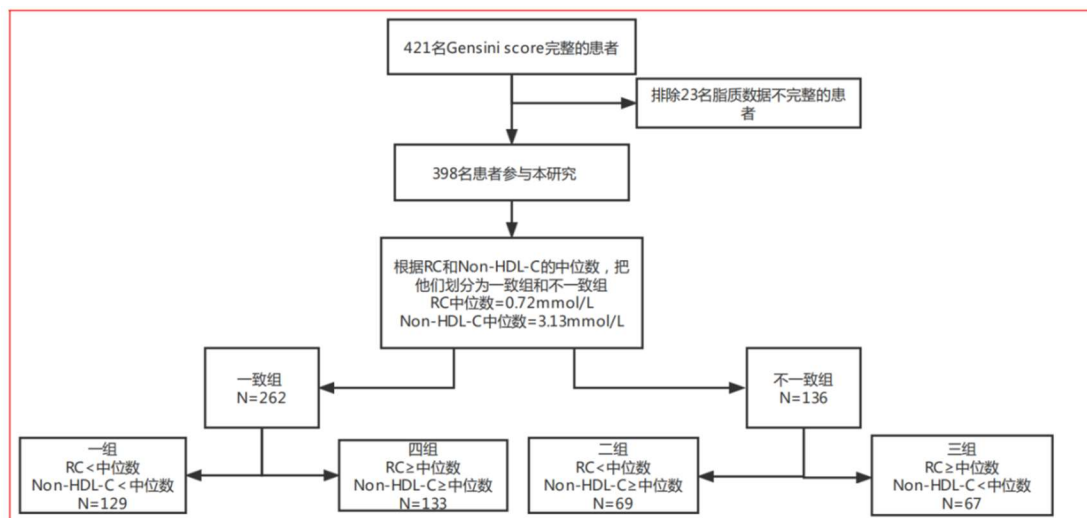 421名Gensini score完整的患者
排除23名脂质数据不完整的患
者
398名患者参与本研究
根据RC和Non-HDL-C的中位数，把
他们划分为一致组和不一致组
RC中位数=0.72mmol/L
Non-HDL-C中位数=3.13mmol/L
一致组
N=262
不一致组
N=136
一组
RC<中位数
Non-HDL-C<中位数
N=129
四组
RC≥中位数
Non-HDL-C≥中位数
N=133
二组
RC<中位数
Non-HDL-C≥中位数
N=69
三组
RC≥中位数
Non-HDL-C<中位数
N=67